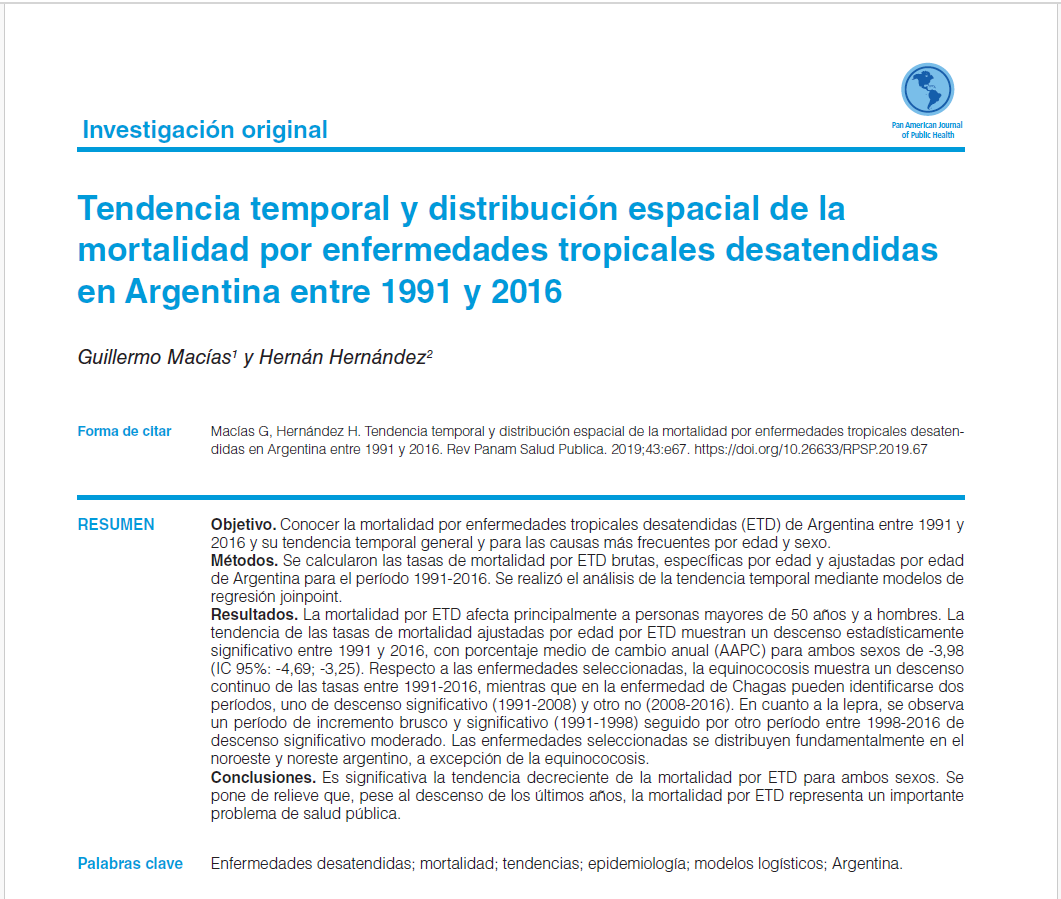 Pan American Journal
of Public Health
Investigación original
Tendencia temporal y distribución espacial de la
mortalidad por enfermedades tropicales desatendidas
en Argentina entre 1991 y 2016
Guillermo Macías¹ y Hernán Hernández²
Forma de citar Macías G, Hernández H. Tendencia temporal y distribución espacial de la mortalidad por enfermedades tropicales desaten-
didas en Argentina entre 1991 y 2016. Rev Panam Salud Publica. 2019;43:e67. https://doi.org/10.26633/RPSP.2019.67
RESUMEN Objetivo. Conocer la mortalidad por enfermedades tropicales desatendidas (ETD) de Argentina entre 1991 y
2016 y su tendencia temporal general y para las causas más frecuentes por edad y sexo.
Métodos. Se calcularon las tasas de mortalidad por ETD brutas, específicas por edad y ajustadas por edad
de Argentina para el período 1991-2016. Se realizó el análisis de la tendencia temporal mediante modelos de
regresión joinpoint.
Resultados. La mortalidad por ETD afecta principalmente a personas mayores de 50 años y a hombres. La
tendencia de las tasas de mortalidad ajustadas por edad por ETD muestran un descenso estadísticamente
significativo entre 1991 y 2016, con porcentaje medio de cambio anual (AAPC) para ambos sexos de -3,98
(IC 95%: -4,69; -3,25). Respecto a las enfermedades seleccionadas, la equinococosis muestra un descenso
continuo de las tasas entre 1991-2016, mientras que en la enfermedad de Chagas pueden identificarse dos
períodos, uno de descenso significativo (1991-2008) y otro no (2008-2016). En cuanto a la lepra, se observa
un período de incremento brusco y significativo (1991-1998) seguido por otro período entre 1998-2016 de
descenso significativo moderado. Las enfermedades seleccionadas se distribuyen fundamentalmente en el
noroeste y noreste argentino, a excepción de la equinococosis.
Conclusiones. Es significativa la tendencia decreciente de la mortalidad por ETD para ambos sexos. Se
pone de relieve que, pese al descenso de los últimos años, la mortalidad por ETD representa un importante
problema de salud pública.
Palabras clave Enfermedades desatendidas; mortalidad; tendencias; epidemiología; modelos logísticos; Argentina.